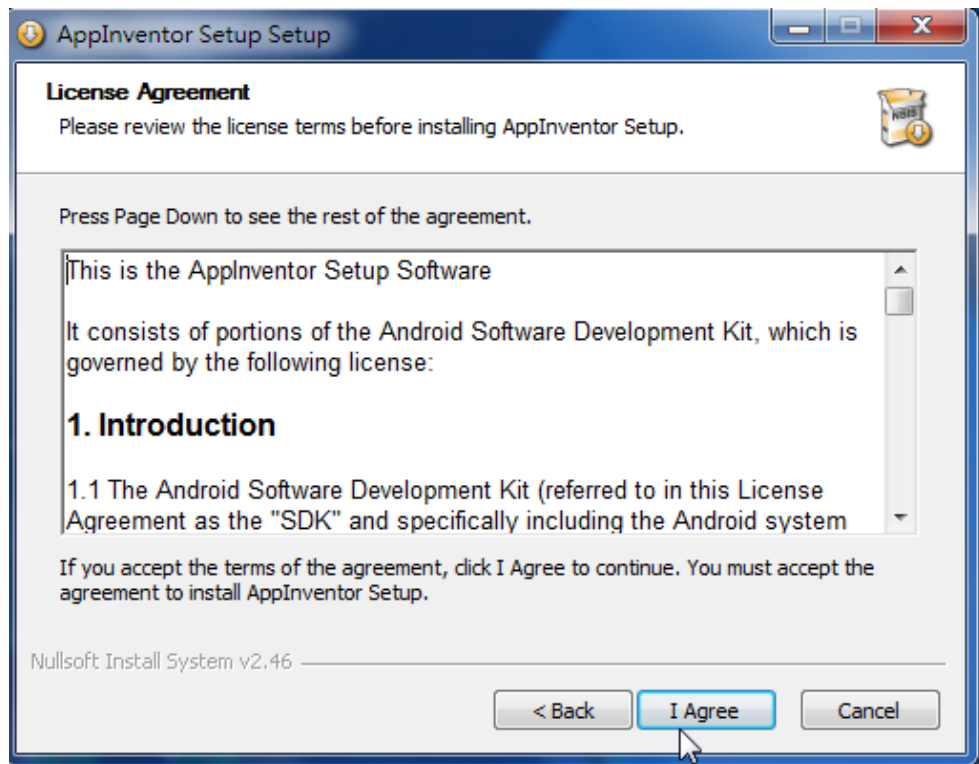 AppInventor Setup Setup
License Agreement
Please review the license terms before installing AppInventor Setup.
NSIS
Press Page Down to see the rest of the agreement.
This is the AppInventor Setup Software
It consists of portions of the Android Software Development Kit, which is
governed by the following license:
1. Introduction
1.1 The Android Software Development Kit (referred to in this License
Agreement as the "SDK" and specifically including the Android system
If you accept the terms of the agreement, click I Agree to continue. You must accept the
agreement to install AppInventor Setup.
Nullsoft Install System v2.46
< Back
I Agree
Cancel